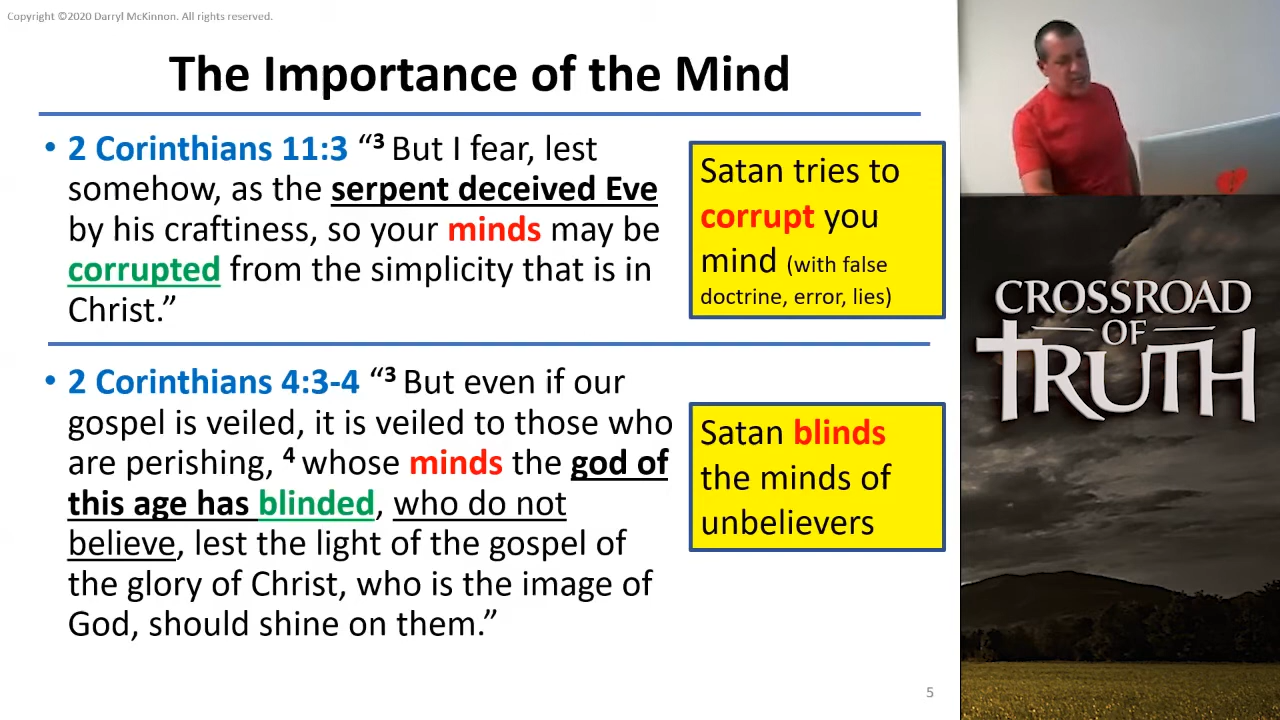 Copyright ©2020 Darryl McKinnon. All rights reserved.
The Importance of the Mind
• 2 Corinthians 11:3 “³ But I fear, lest
somehow, as the serpent deceived Eve
by his craftiness, so your minds may be
corrupted from the simplicity that is in
Christ.”
Satan tries to
corrupt you
mind (with false
doctrine, error, lies)
• 2 Corinthians 4:3-4 “³ But even if our
gospel is veiled, it is veiled to those who
are perishing, ⁴ whose minds the god of
this age has blinded, who do not
believe, lest the light of the gospel of
the glory of Christ, who is the image of
God, should shine on them.”
Satan blinds
the minds of
unbelievers
5
CROSSROAD
OF
TRUTH